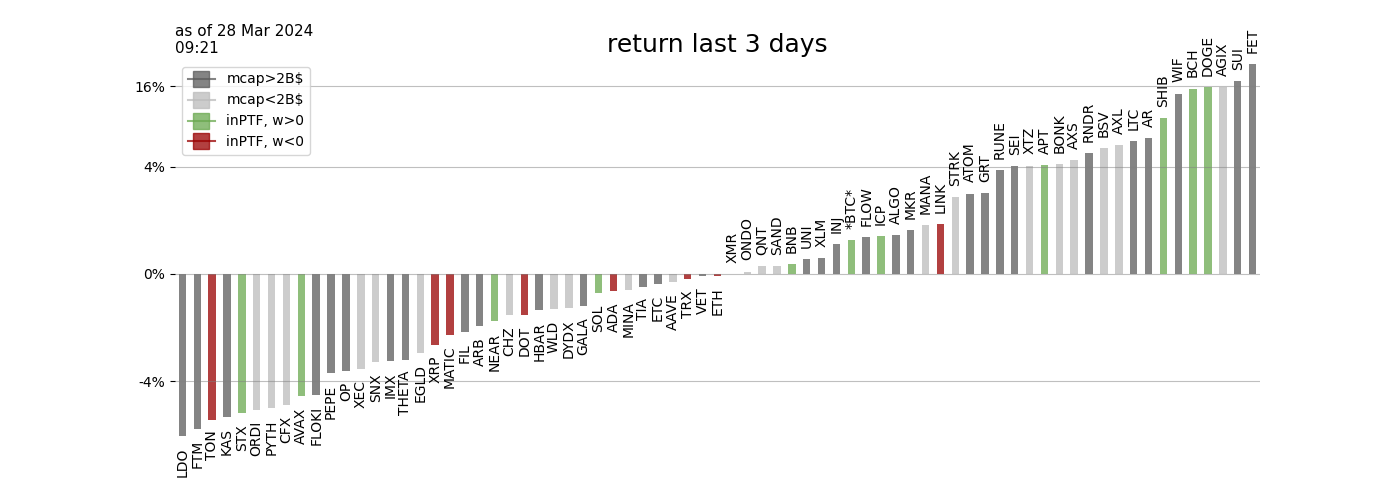 as of 28 Mar 2024
09:21
return last 3 days
mcap>2B$
mcap<2B$
inPTF, w>0
inPTF, w<0
16%
4%
0%
-4%
LDO
FTM
TON
KAS
STX
ORDI
PYTH
CFX
AVAX
FLOKI
PEPE
OP
XEC
SNX
IMX
THETA
EGLD
XRP
MATIC
FIL
ARB
NEAR
CHZ
DOT
HBAR
WLD
DYDX
GALA
SOL
ADA
MINA
TIA
ETC
AAVE
TRX
VET
ETH
XMR
ONDO
QNT
SAND
BNB
UNI
XLM
INJ
*BTC*
FLOW
ICP
ALGO
MKR
MANA
LINK
STRK
ATOM
GRT
RUNE
SEI
XTZ
APT
BONK
AXS
RNDR
BSV
AXL
LTC
AR
SHIB
WIF
BCH
DOGE
AGIX
SUI
FET